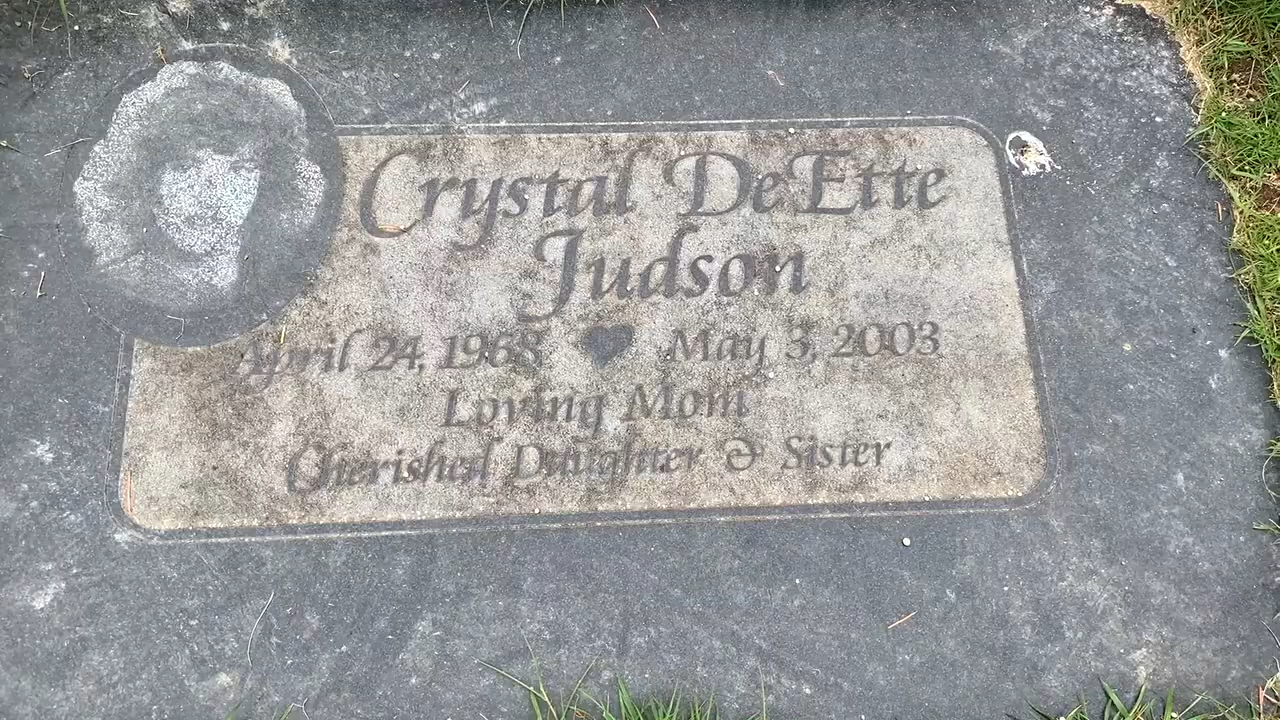 Crystal DeEtte
Judson
April 24, 1968 May 3, 2003
Loving Mom
Cherished Daughter & Sister